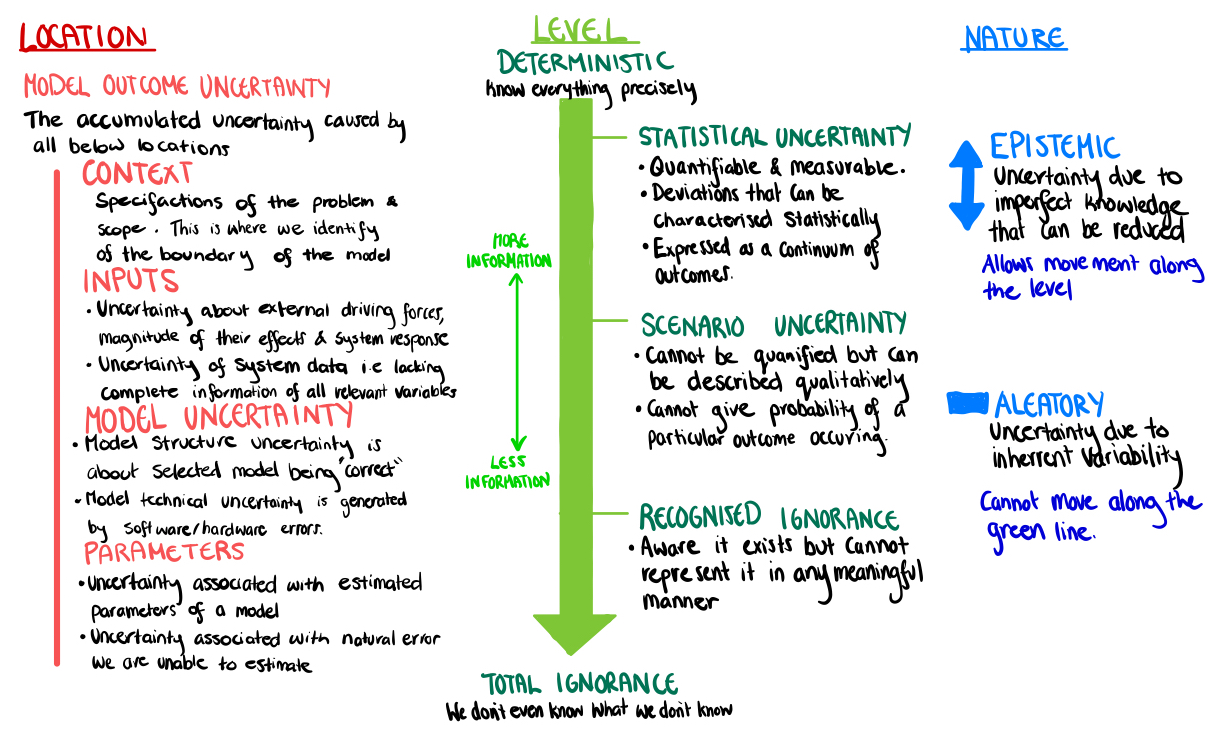 LOCATION
MODEL OUTCOME UNCERTAINTY
The accumulated uncertainty caused by
all below locations
CONTEXT
Specifactions of the problem &
scope. This is where we identify
of the boundary of the model
INPUTS
• Uncertainty about external driving forces,
magnitude of their effects & system response
• Uncertainty of System data i.e lacking
complete information of all relevant variables
MODEL UNCERTAINTY
• Model Structure uncertainty is
about selected model being "correct"
• Model technical uncertainty is generated
by software/hardware errors.
PARAMETERS
• Uncertainty associated with estimated
parameters of a model
• Uncertainty associated with natural error
we are unable to estimate
LEVEL
DETERMINISTIC
Know everything precisely
MORE
INFORMATION
LESS
INFORMATION
STATISTICAL UNCERTAINTY
• Quantifiable & measurable.
• Deviations that can be
characterised statistically
• Expressed as a continuum of
outcomes.
SCENARIO UNCERTAINTY
• Cannot be quanified but can
be described qualitatively
• Cannot give probability of a
particular outcome occuring.
RECOGNISED IGNORANCE
• Aware it exists but cannot
represent it in any meaningful
manner
TOTAL IGNORANCE
We don't even know what we don't know
NATURE
EPISTEMIC
Uncertainty due to
imperfect knowledge
that can be reduced
Allows movement along
the level
ALEATORY
Uncertainty due to
inherrent variability
Cannot move along the
green line.